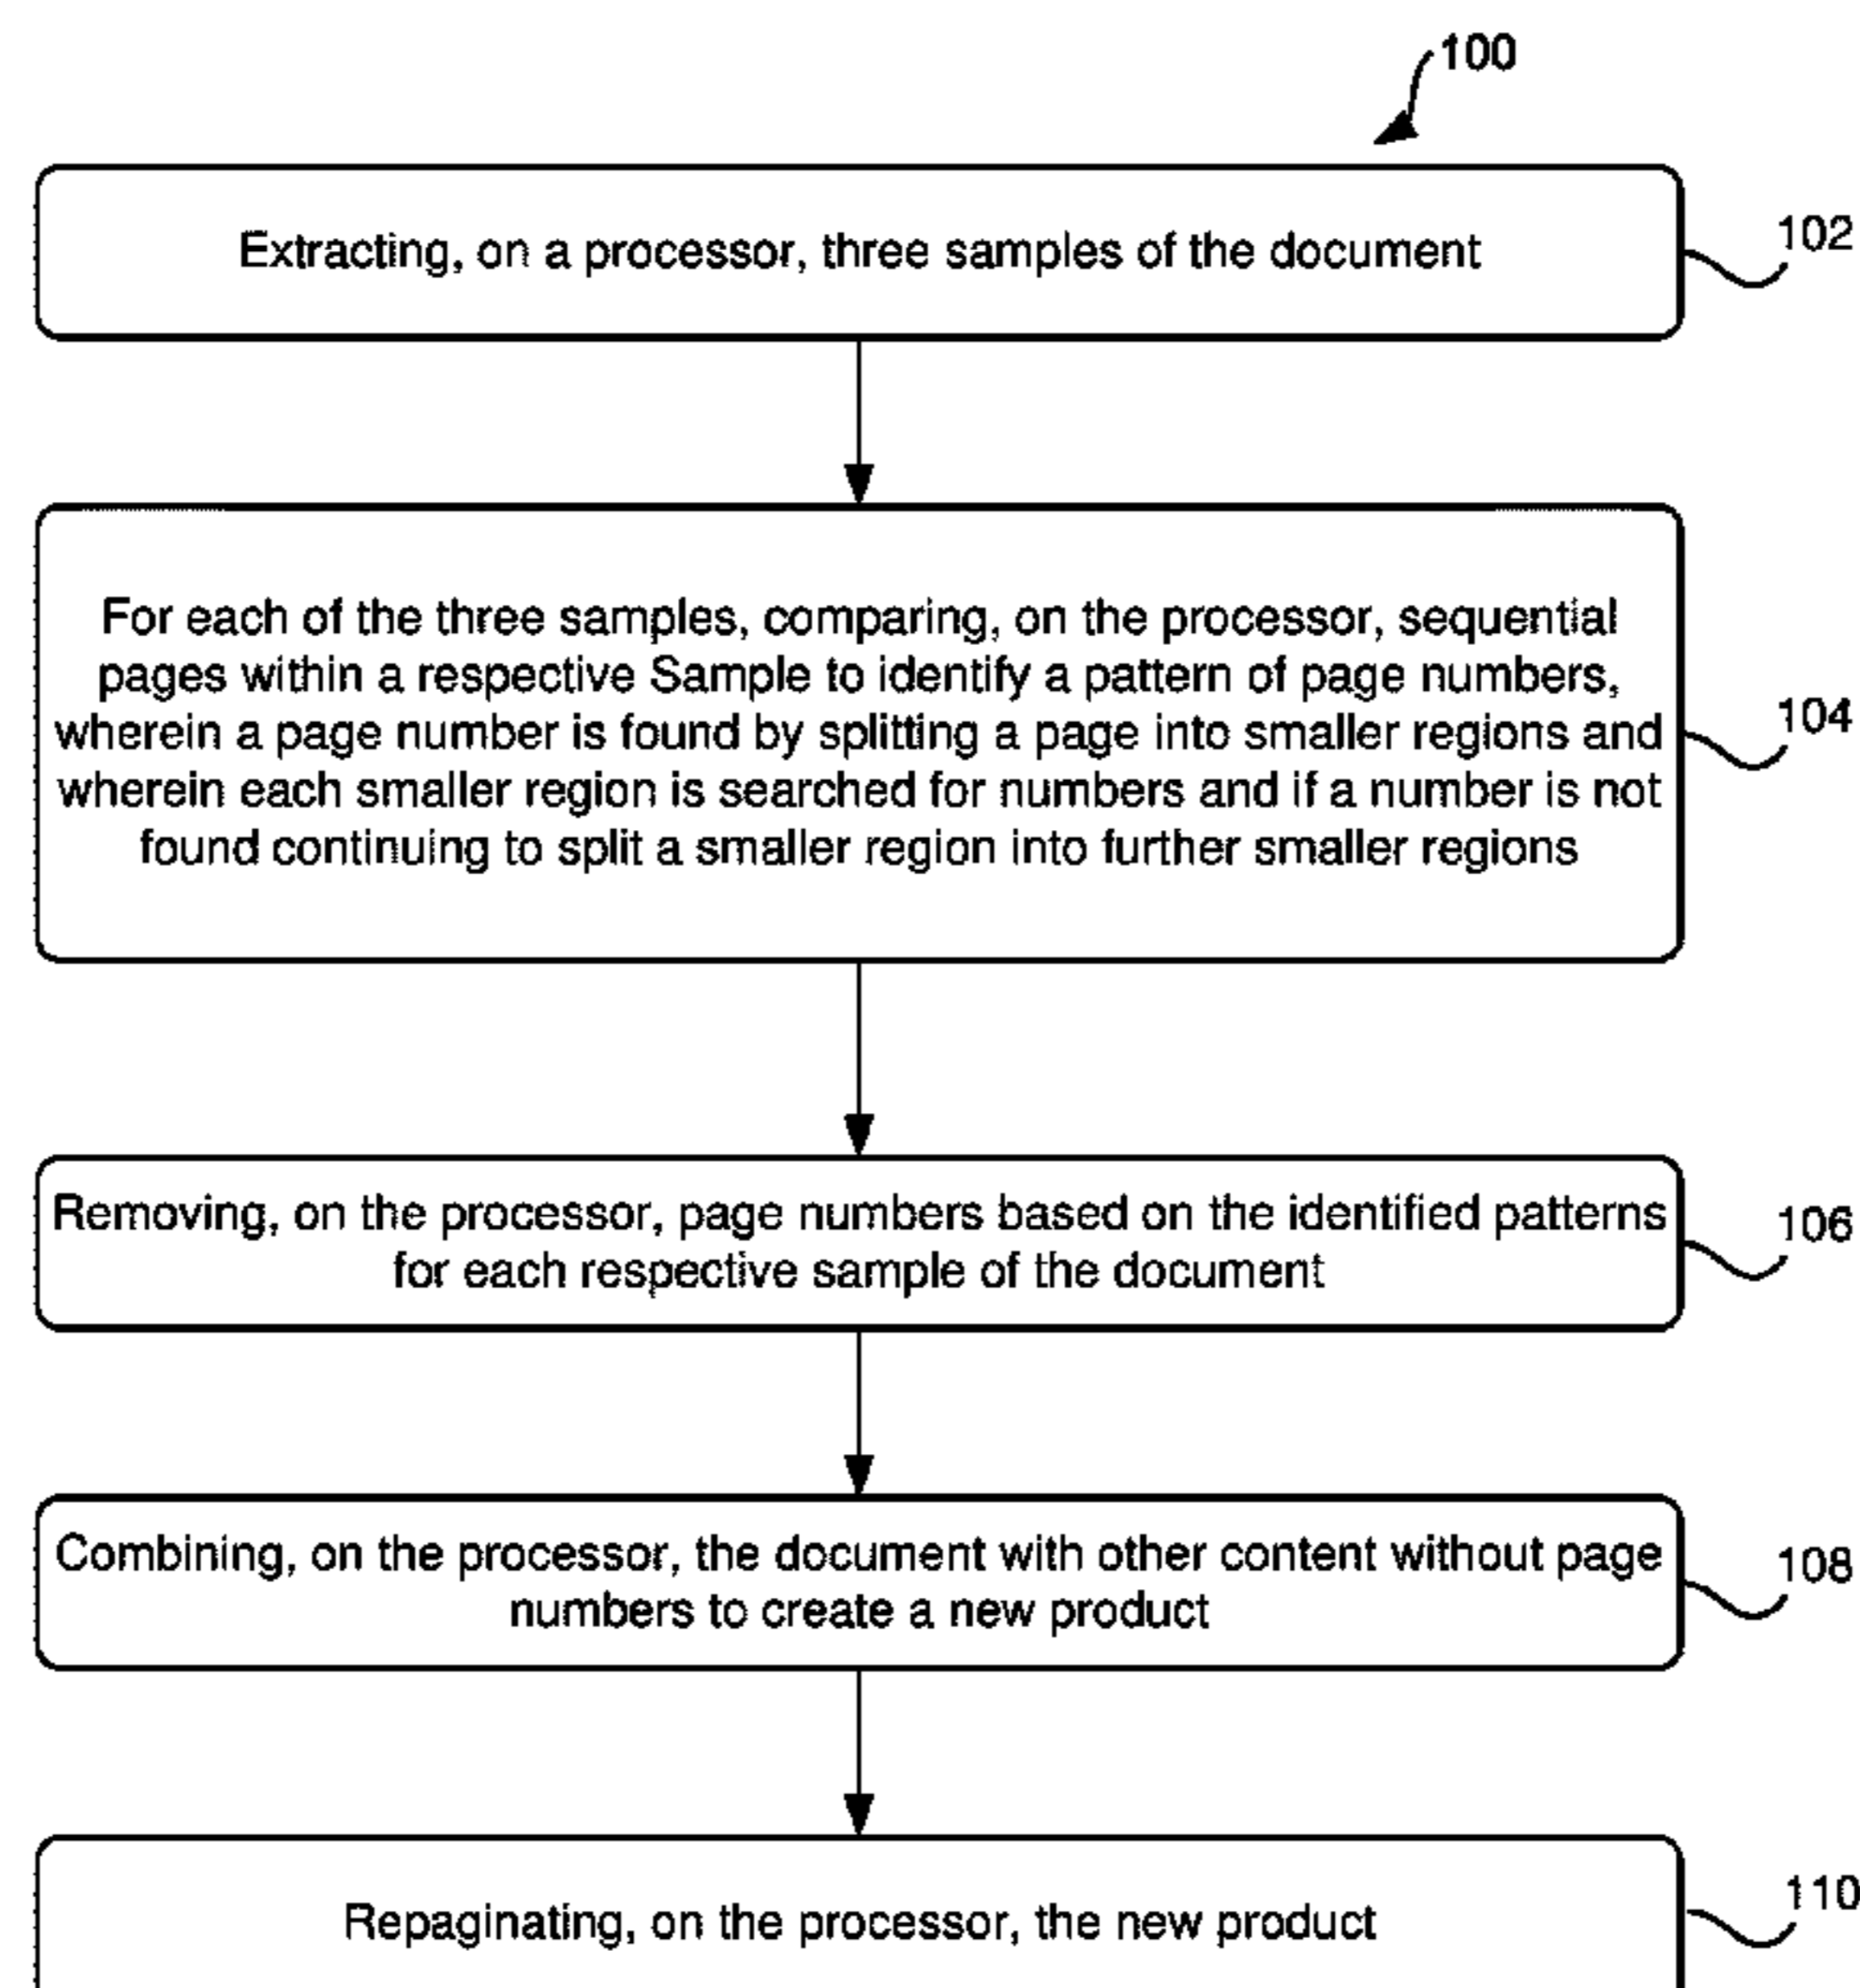 100
Extracting, on a processor, three samples of the document
102
For each of the three samples, comparing, on the processor, sequential
pages within a respective Sample to identify a pattern of page numbers,
wherein a page number is found by splitting a page into smaller regions and
wherein each smaller region is searched for numbers and if a number is not
found continuing to split a smaller region into further smaller regions
104
Removing, on the processor, page numbers based on the identified patterns
for each respective sample of the document
106
Combining, on the processor, the document with other content without page
numbers to create a new product
108
Repaginating, on the processor, the new product
110